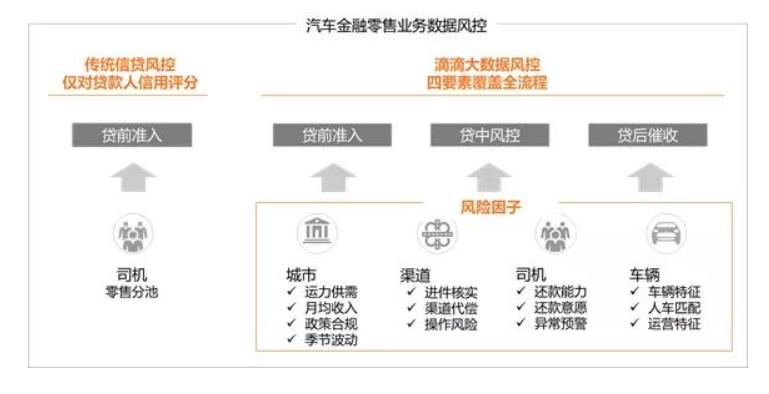 汽车金融零售业务数据风控
传统信贷风控
仅对贷款人信用评分
滴滴大数据风控
四要素覆盖全流程
贷前准入
贷前准入
贷中风控
贷后催收
风险因子
司机
零售分池
城市
✓ 运力供需
✓ 月均收入
✓ 政策合规
✓ 季节波动
渠道
✓ 进件核实
✓ 渠道代偿
✓ 操作风险
司机
✓ 还款能力
✓ 还款意愿
✓ 异常预警
车辆
✓ 车辆特征
✓ 人车匹配
✓ 运营特征